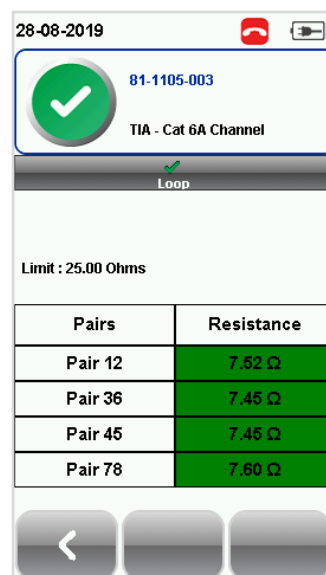 28-08-2019
81-1105-003
TIA - Cat 6A Channel
Loop
Limit : 25.00 Ohms
Pairs Resistance
Pair 12 7.52 Ω
Pair 36 7.45 Ω
Pair 45 7.45 Ω
Pair 78 7.60 Ω